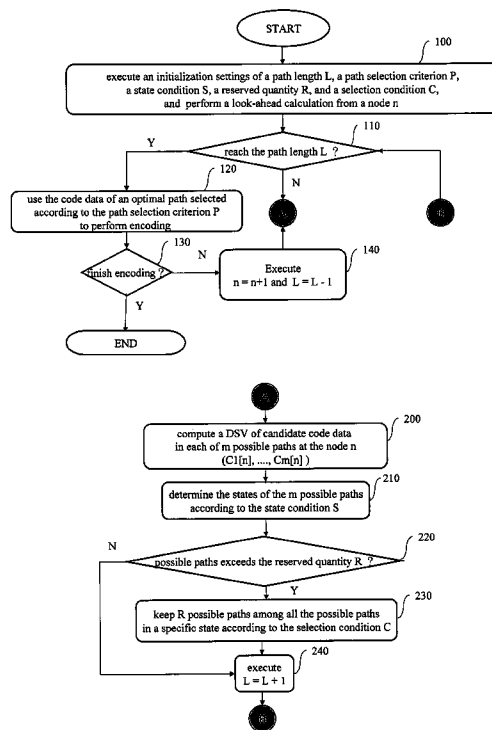 START
100
execute an initialization settings of a path length L, a path selection criterion P,
a state condition S, a reserved quantity R, and a selection condition C,
and perform a look-ahead calculation from a node n
110
Y
reach the path length L ?
120
N
use the code data of an optimal path selected
according to the path selection criterion P
to perform encoding
130
N
140
finish encoding ?
Execute
n = n+1 and L = L - 1
Y
END
200
compute a DSV of candidate code data
in each of m possible paths at the node n
(C1[n], ...., Cm[n] )
210
determine the states of the m possible paths
according to the state condition S
220
N
possible paths exceeds the reserved quantity R ?
Y
230
keep R possible paths among all the possible paths
in a specific state according to the selection condition C
240
execute
L = L + 1